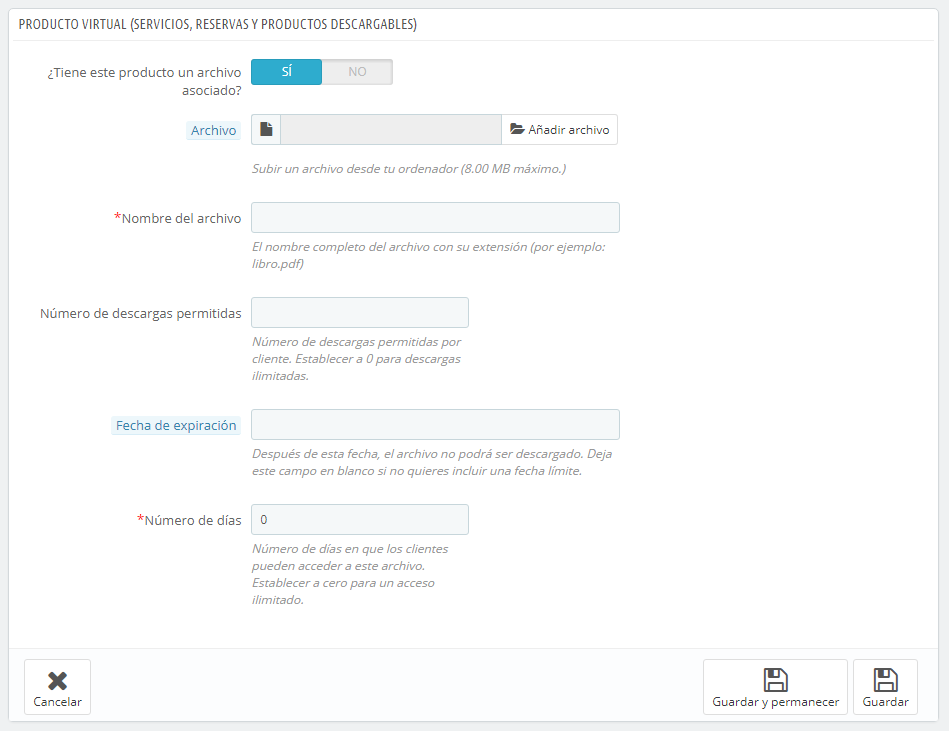 PRODUCTO VIRTUAL (SERVICIOS, RESERVAS Y PRODUCTOS DESCARGABLES)
¿Tiene este producto un archivo
asociado?
SÍ
NO
Archivo
Añadir archivo
Subir un archivo desde tu ordenador (8.00 MB máximo.)
*Nombre del archivo
El nombre completo del archivo con su extensión (por ejemplo:
libro.pdf)
Número de descargas permitidas
Número de descargas permitidas por
cliente. Establecer a 0 para descargas
ilimitadas.
Fecha de expiración
Después de esta fecha, el archivo no podrá ser descargado. Deja
este campo en blanco si no quieres incluir una fecha límite.
*Número de días
0
Número de días en que los clientes
pueden acceder a este archivo.
Establecer a cero para un acceso
ilimitado.
Cancelar
Guardar y permanecer
Guardar